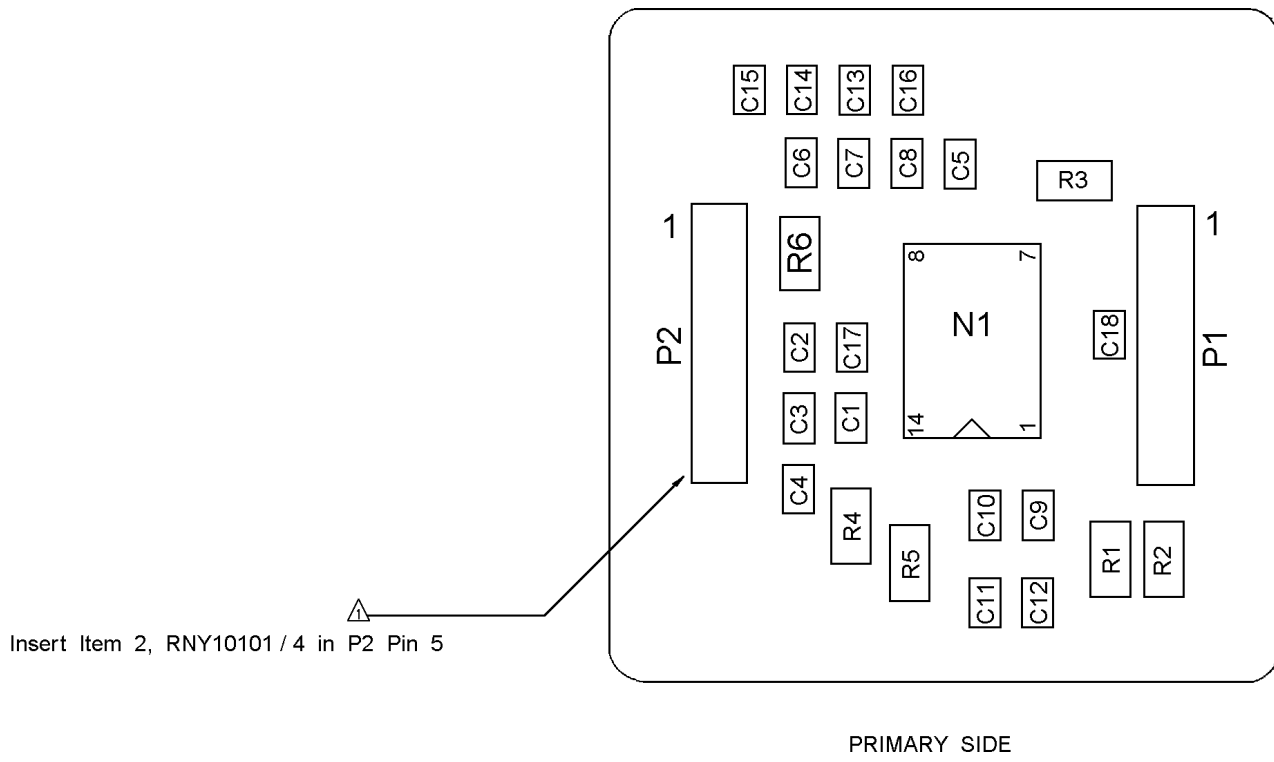 C15 C14 C13 C16
C6 C7 C8 C5
R3
1
1
R6
8 7
N1
P2
C2 C17
C18
P1
C3 C1
14 1
C4
R4
C10 C9
R5
R1 R2
C11 C12
1
Insert Item 2, RNY10101 / 4 in P2 Pin 5
PRIMARY SIDE